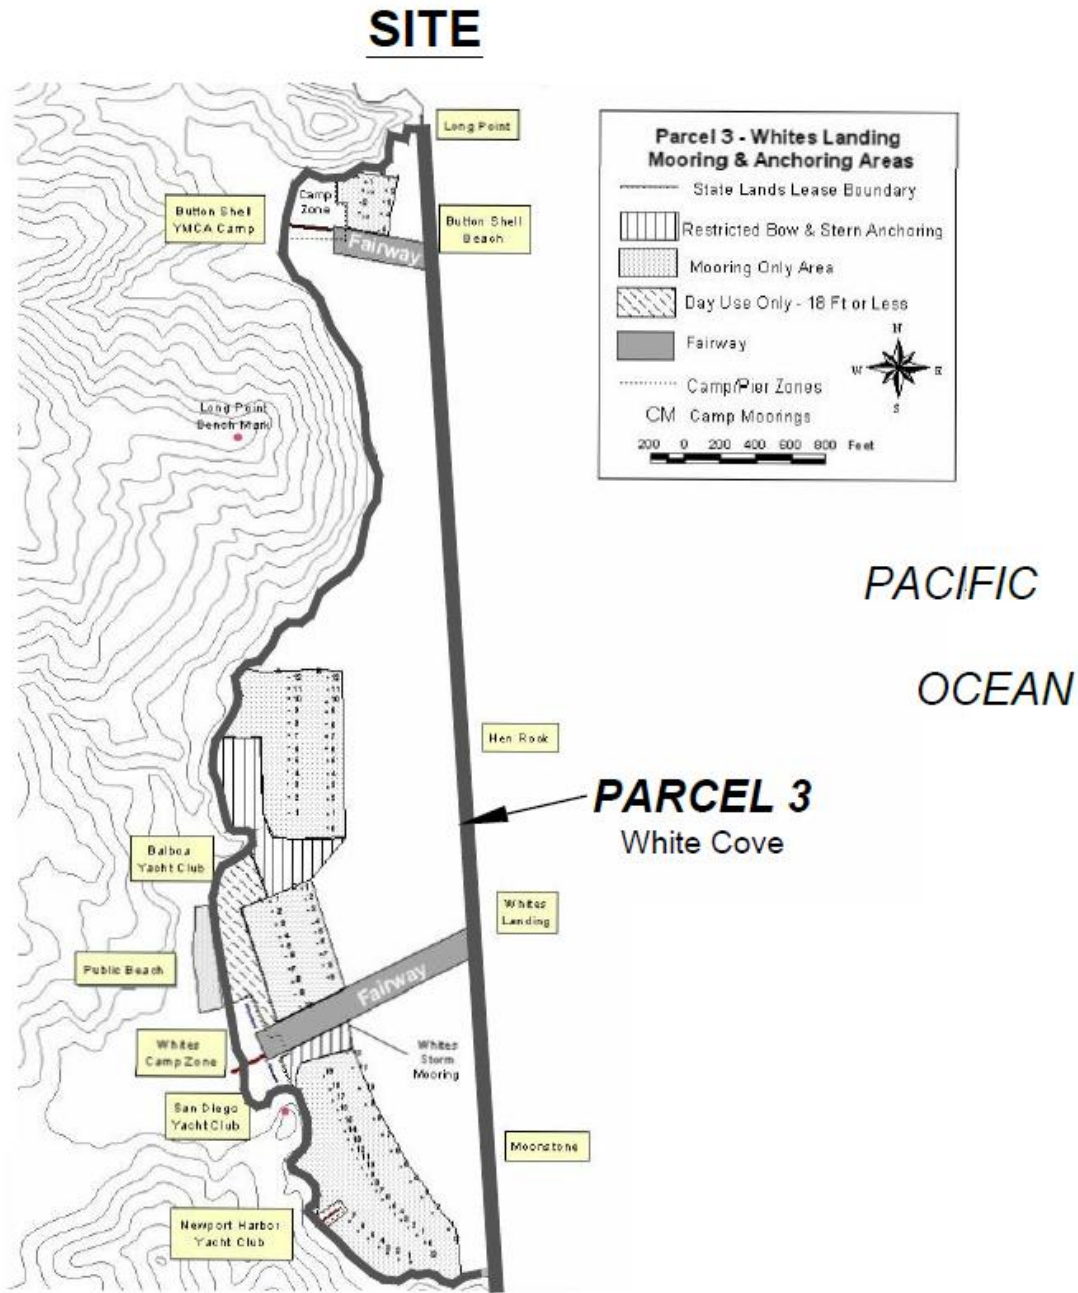 SITE
Long Point
Parcel 3 - Whites Landing
Mooring & Anchoring Areas
State Lands Lease Boundary
Restricted Bow & Stern Anchoring
Mooring Only Area
Day Use Only - 18 Ft or Less
Fairway
Camp/Pier Zones
CM Camp Moorings
N
W E
S
200 0 200 400 600 800 Feet
Camp
Zone
Button Shell
YMCA Camp
Button Shell
Beach
Fairway
Long Point
Bench Mark
PACIFIC
OCEAN
Hen Rock
PARCEL 3
White Cove
Balboa
Yacht Club
Whites
Landing
Public Beach
Fairway
Whites
Camp Zone
Whites
Storm
Mooring
San Diego
Yacht Club
Moonstone
Newport Harbor
Yacht Club